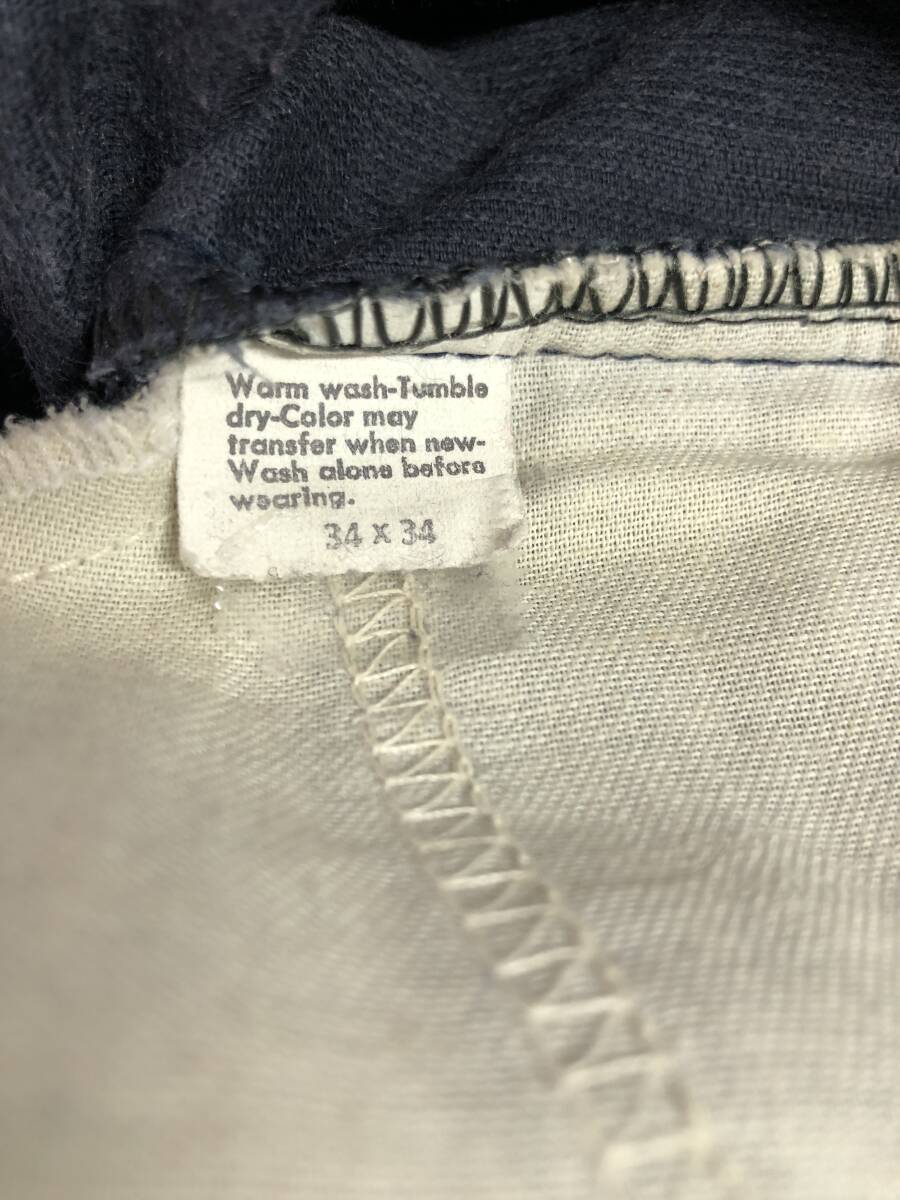 Warm wash-Tumble
dry-Color may
transfer when new-
Wash alone before
wearing.
34 x 34